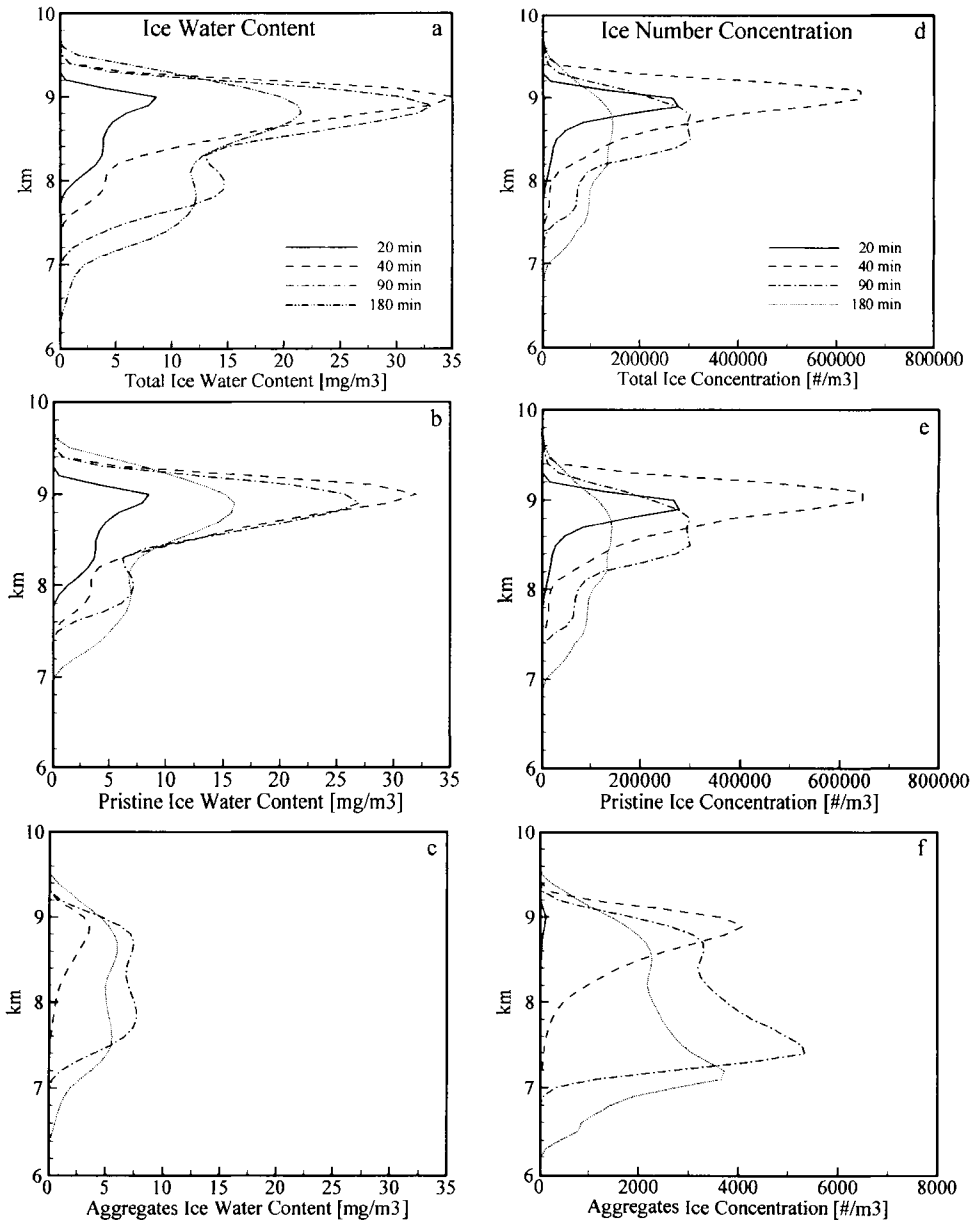 Ice Water Content
a
10
9
8
7
6
km
20 min
40 min
90 min
180 min
0 5 10 15 20 25 30 35
Total Ice Water Content [mg/m3]
Ice Number Concentration
d
10
9
8
7
6
km
20 min
40 min
90 min
180 min
0 200000 400000 600000 800000
Total Ice Concentration [#/m3]
b
10
9
8
7
6
km
0 5 10 15 20 25 30 35
Pristine Ice Water Content [mg/m3]
e
10
9
8
7
6
km
0 200000 400000 600000 800000
Pristine Ice Concentration [#/m3]
c
10
9
8
7
6
km
0 5 10 15 20 25 30 35
Aggregates Ice Water Content [mg/m3]
f
10
9
8
7
6
km
0 2000 4000 6000 8000
Aggregates Ice Concentration [#/m3]